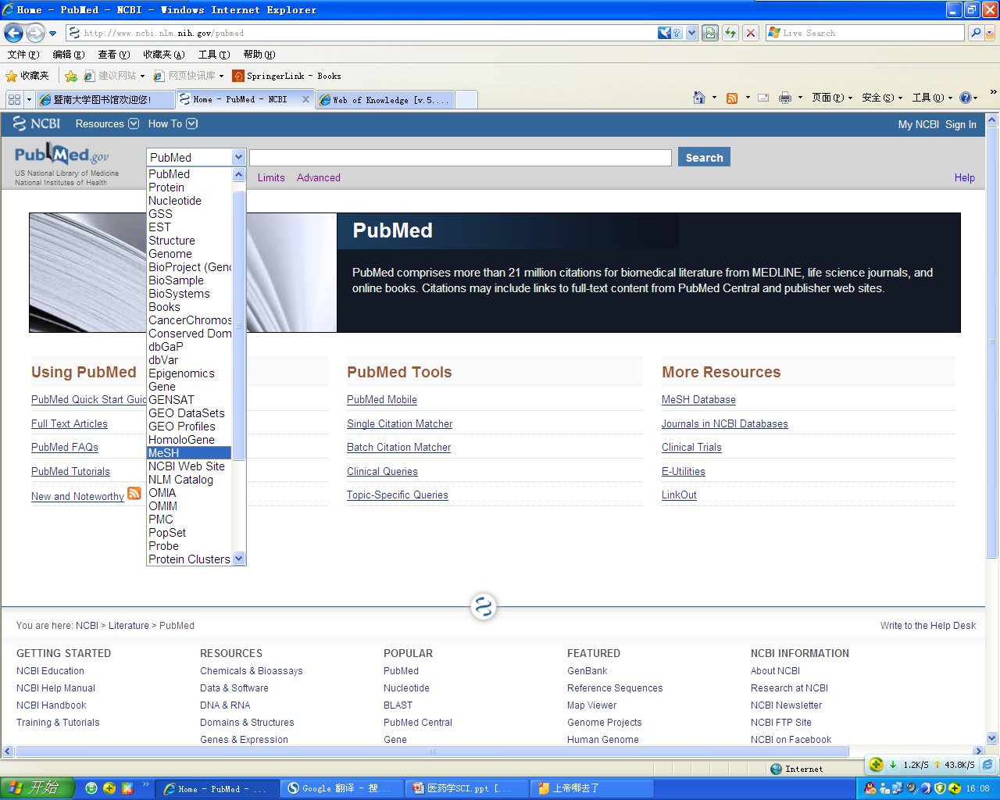 Home - PubMed - NCBI - Windows Internet Explorer
http://www.ncbi.nlm.nih.gov/pubmed
Live Search
文件(F) 编辑(E) 查看(V) 收藏夹(A) 工具(T) 帮助(H)
收藏夹 建议网站 网页快讯库 SpringerLink - Books
暨南大学图书馆欢迎您! Home - PubMed - NCBI Web of Knowledge [v.5.... 页面(P) 安全(S) 工具(O)
NCBI Resources How To My NCBI Sign In
PubMed.gov
US National Library of Medicine
National Institutes of Health
PubMed Search
Limits Advanced Help
PubMed
Protein
Nucleotide
GSS
EST
Structure
Genome
BioProject (Geno
BioSample
BioSystems
Books
CancerChromos
Conserved Dom
dbGaP
dbVar
Epigenomics
Gene
GENSAT
GEO DataSets
GEO Profiles
HomoloGene
MeSH
NCBI Web Site
NLM Catalog
OMIA
OMIM
PMC
PopSet
Probe
Protein Clusters
PubMed
PubMed comprises more than 21 million citations for biomedical literature from MEDLINE, life science journals, and
online books. Citations may include links to full-text content from PubMed Central and publisher web sites.
Using PubMed
PubMed Quick Start Guid
Full Text Articles
PubMed FAQs
PubMed Tutorials
New and Noteworthy
PubMed Tools
PubMed Mobile
Single Citation Matcher
Batch Citation Matcher
Clinical Queries
Topic-Specific Queries
More Resources
MeSH Database
Journals in NCBI Databases
Clinical Trials
E-Utilities
LinkOut
You are here: NCBI > Literature > PubMed
Write to the Help Desk
GETTING STARTED
NCBI Education
NCBI Help Manual
NCBI Handbook
Training & Tutorials
RESOURCES
Chemicals & Bioassays
Data & Software
DNA & RNA
Domains & Structures
Genes & Expression
POPULAR
PubMed
Nucleotide
BLAST
PubMed Central
Gene
FEATURED
GenBank
Reference Sequences
Map Viewer
Genome Projects
Human Genome
NCBI INFORMATION
About NCBI
Research at NCBI
NCBI Newsletter
NCBI FTP Site
NCBI on Facebook
Internet 1.2K/S 43.8K/S
开始 Home - PubMed - ... Google 翻译 - 搜... 医药学SCI.ppt [... 上帝哪去了 16:08